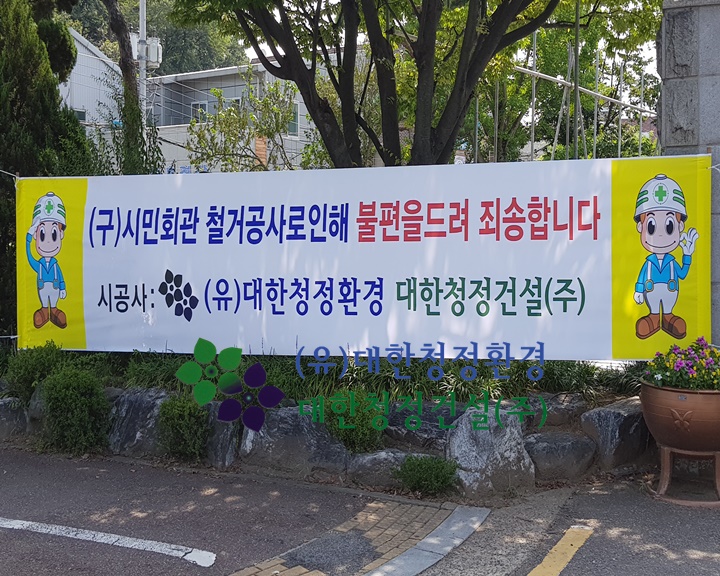 (구)시민회관 철거공사로인해 불편을드려 죄송합니다
시공사: (유)대한청정환경 대한청정건설(주)
(유)대한청정환경
대한청정건설(주)